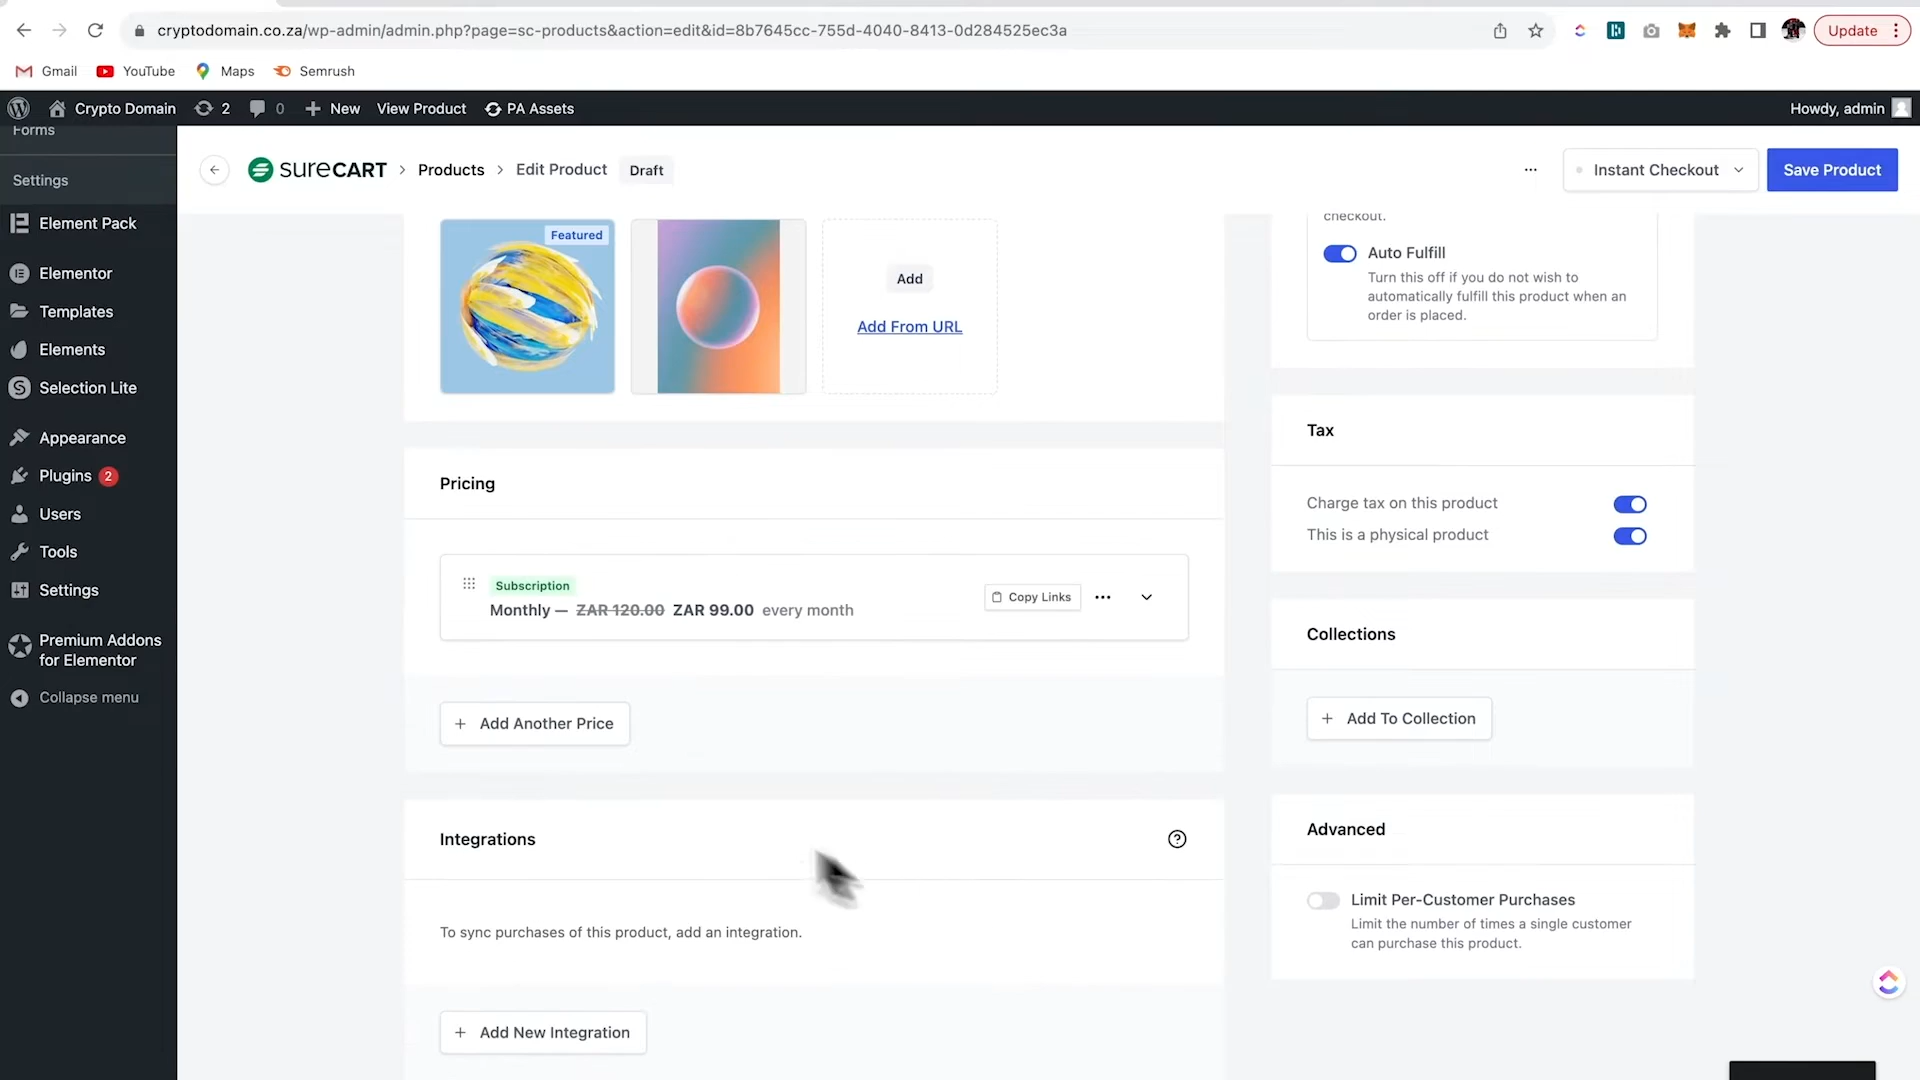 cryptodomain.co.za/wp-admin/admin.php?page=sc-products&action=edit&id=8b7645cc-755d-4040-8413-0d284525ec3a
Update
Gmail
YouTube
Maps
Semrush
Crypto Domain
2
0
New
View Product
PA Assets
Howdy, admin
Forms
Settings
Element Pack
Elementor
Templates
Elements
Selection Lite
Appearance
Plugins 2
Users
Tools
Settings
Premium Addons
for Elementor
Collapse menu
SURECART
Products
Edit Product
Draft
Instant Checkout
Save Product
Featured
Add
Add From URL
Pricing
Subscription
Monthly — ZAR 120.00 ZAR 99.00 every month
Copy Links
Add Another Price
Integrations
To sync purchases of this product, add an integration.
Add New Integration
checkout.
Auto Fulfill
Turn this off if you do not wish to
automatically fulfill this product when an
order is placed.
Tax
Charge tax on this product
This is a physical product
Collections
Add To Collection
Advanced
Limit Per-Customer Purchases
Limit the number of times a single customer
can purchase this product.